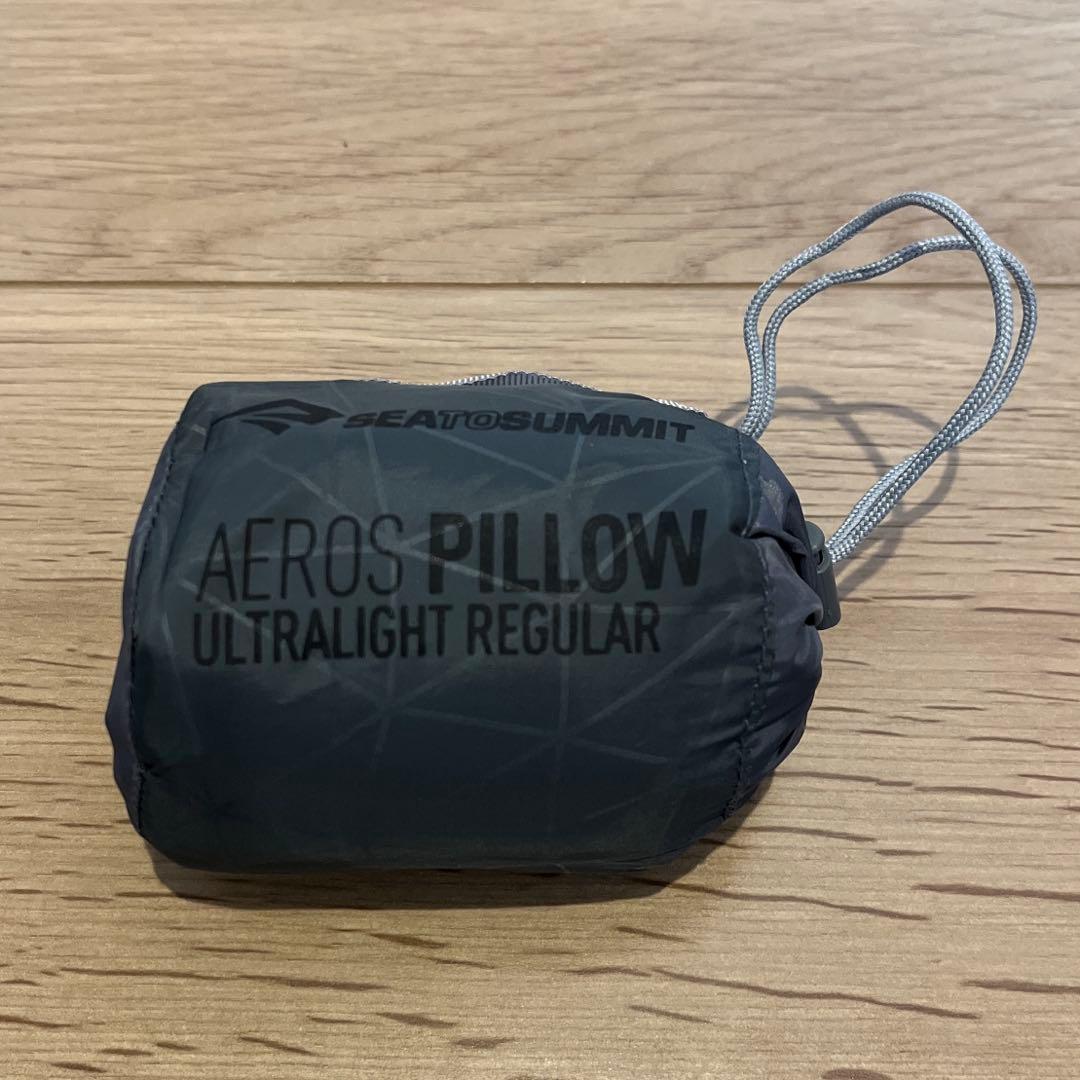 SEATOSUMMIT
AEROS PILLOW
ULTRALIGHT REGULAR